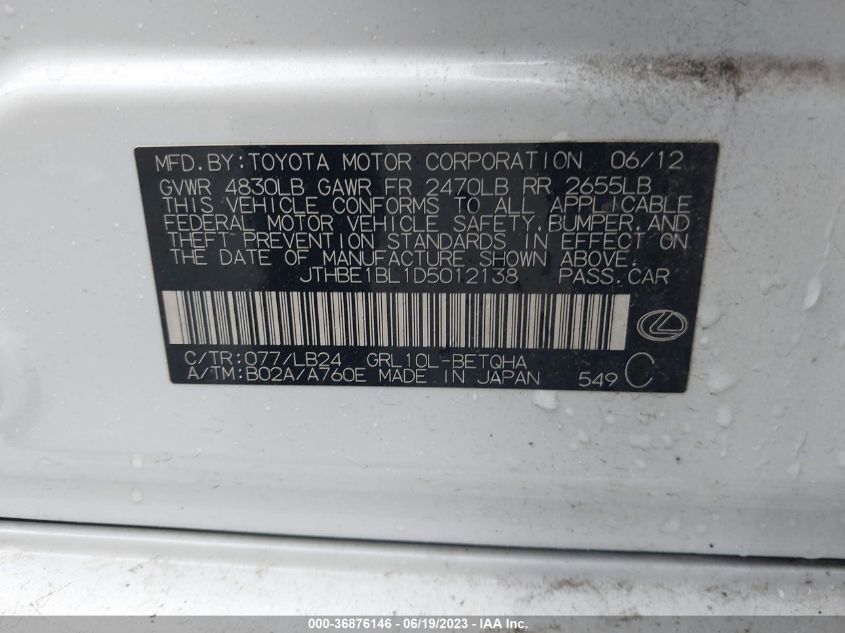 MFD.BY:TOYOTA MOTOR CORPORATION 06/12
GVWR 4830LB GAWR FR 2470LB RR 2655LB
THIS VEHICLE CONFORMS TO ALL APPLICABLE
FEDERAL MOTOR VEHICLE SAFETY,BUMPER,AND
THEFT PREVENTION STANDARDS IN EFFECT ON
THE DATE OF MANUFACTURE SHOWN ABOVE.
JTHBE1BL1D5012138 PASS.CAR
C/TR:077/LB24 GRL10L-BETQHA
A/TM:B02A/A760E MADE IN JAPAN 549 C
000-36876146 - 06/19/2023 - IAA Inc.